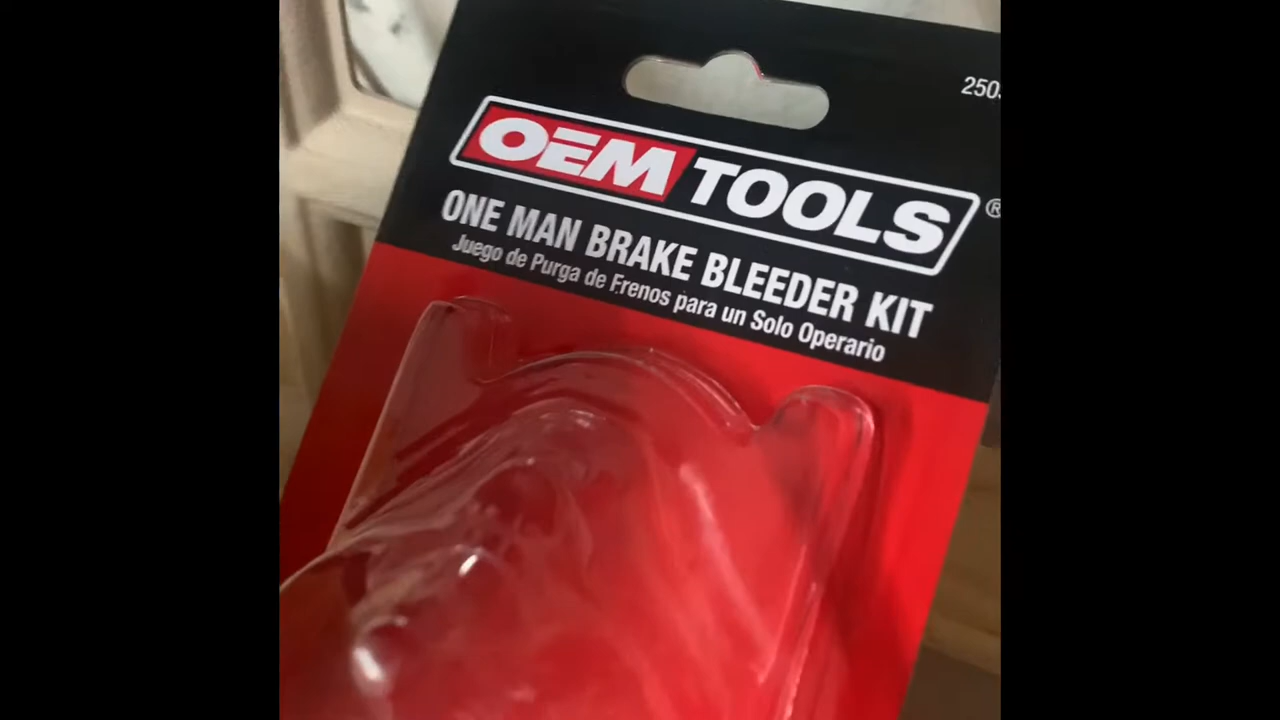 OEM TOOLS ®
ONE MAN BRAKE BLEEDER KIT
Juego de Purga de Frenos para un Solo Operario